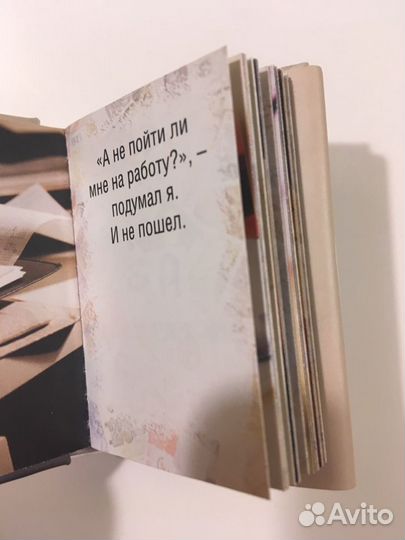 «А не пойти ли
мне на работу?», –
подумал я.
И не пошел.
Avito